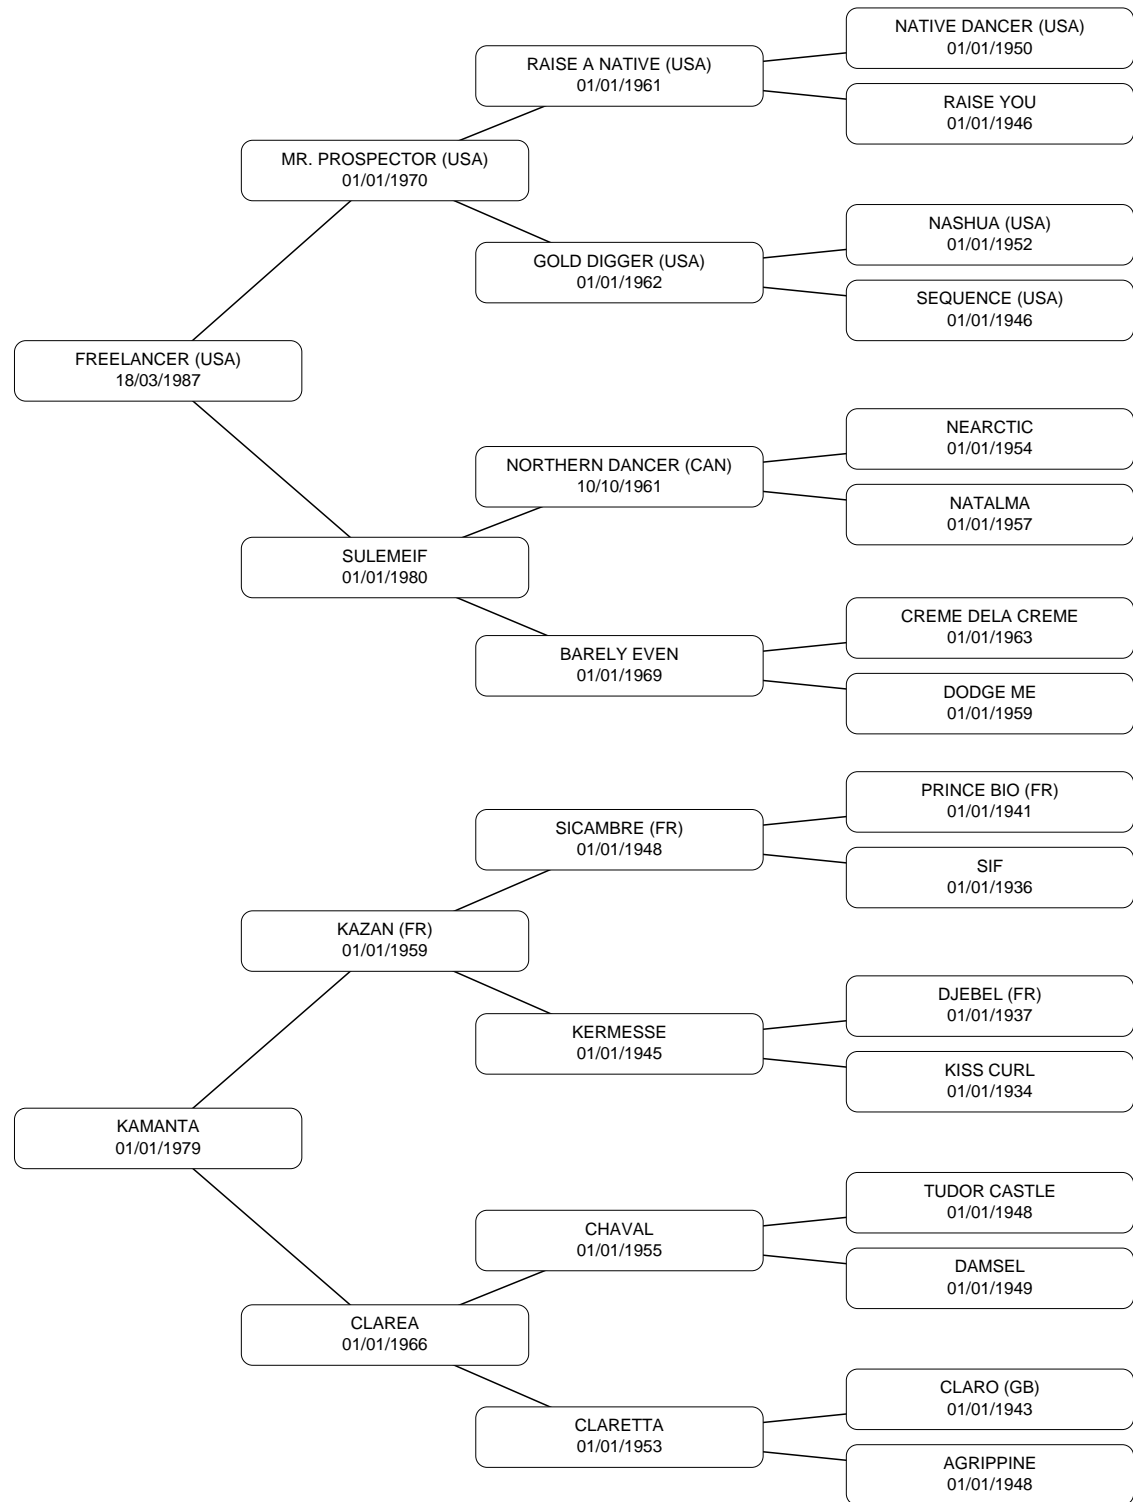 NATIVE DANCER (USA)
01/01/1950
RAISE A NATIVE (USA)
01/01/1961
RAISE YOU
01/01/1946
MR. PROSPECTOR (USA)
01/01/1970
NASHUA (USA)
01/01/1952
GOLD DIGGER (USA)
01/01/1962
SEQUENCE (USA)
01/01/1946
FREELANCER (USA)
18/03/1987
NEARCTIC
01/01/1954
NORTHERN DANCER (CAN)
10/10/1961
NATALMA
01/01/1957
SULEMEIF
01/01/1980
CREME DELA CREME
01/01/1963
BARELY EVEN
01/01/1969
DODGE ME
01/01/1959
PRINCE BIO (FR)
01/01/1941
SICAMBRE (FR)
01/01/1948
SIF
01/01/1936
KAZAN (FR)
01/01/1959
DJEBEL (FR)
01/01/1937
KERMESSE
01/01/1945
KISS CURL
01/01/1934
KAMANTA
01/01/1979
TUDOR CASTLE
01/01/1948
CHAVAL
01/01/1955
DAMSEL
01/01/1949
CLAREA
01/01/1966
CLARO (GB)
01/01/1943
CLARETTA
01/01/1953
AGRIPPINE
01/01/1948